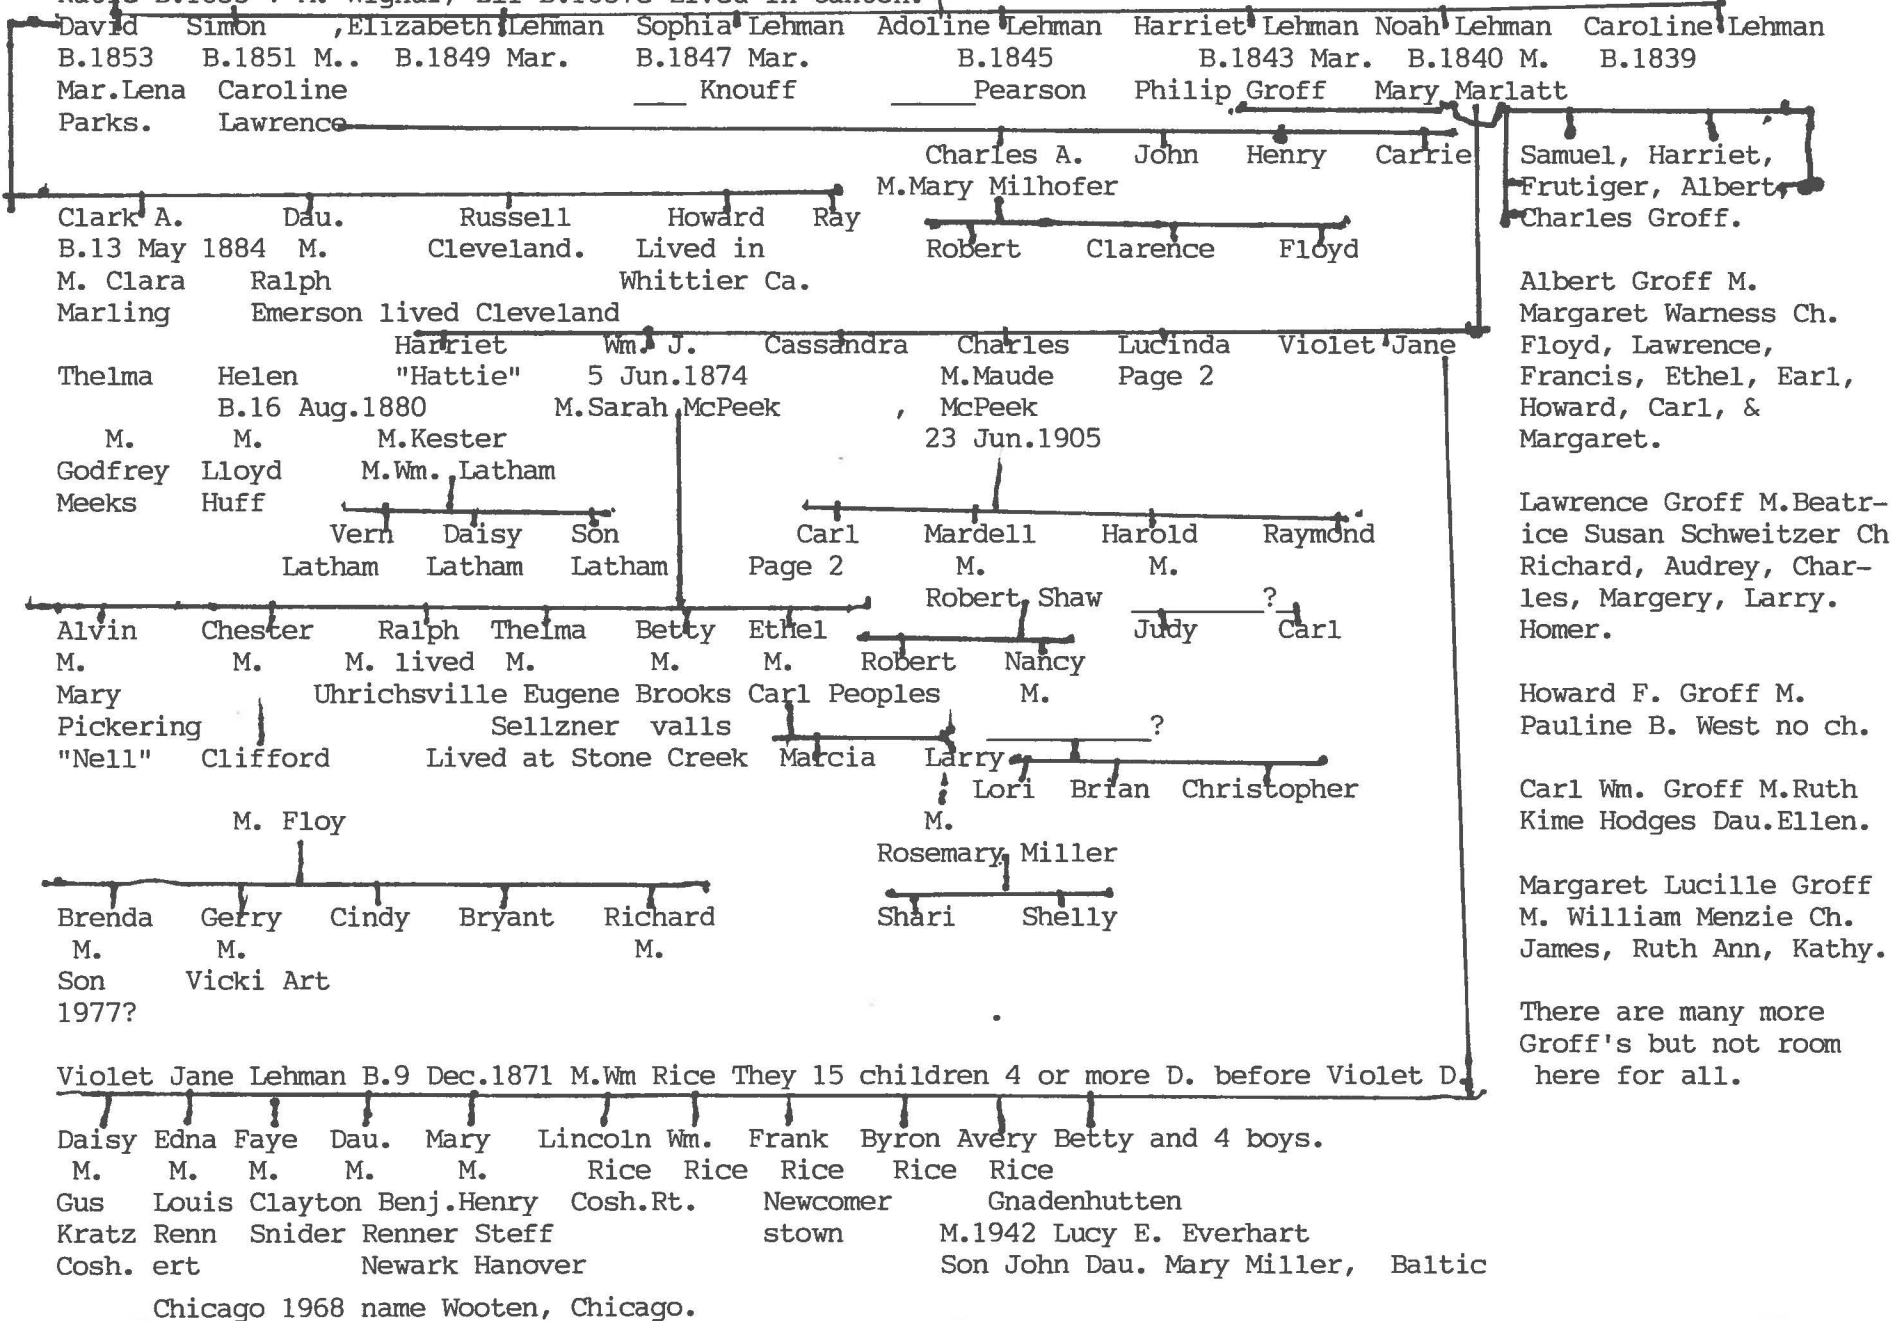 David Simon ,Elizabeth Lehman Sophia Lehman Adoline Lehman Harriet Lehman Noah Lehman Caroline Lehman
B.1853 B.1851 M.. B.1849 Mar. B.1847 Mar. B.1845 B.1843 Mar. B.1840 M. B.1839
Mar.Lena Caroline ___ Knouff _____Pearson Philip Groff Mary Marlatt
Parks. Lawrence
Charles A. John Henry Carrie Samuel, Harriet,
M.Mary Milhofer Frutiger, Albert,
Clark A. Dau. Russell Howard Ray Charles Groff.
B.13 May 1884 M. Cleveland. Lived in Robert Clarence Floyd
M. Clara Ralph Whittier Ca. Albert Groff M.
Marling Emerson lived Cleveland Margaret Warness Ch.
Harriet Wm. J. Cassandra Charles Lucinda Violet Jane Floyd, Lawrence,
Thelma Helen "Hattie" 5 Jun.1874 M.Maude Page 2 Francis, Ethel, Earl,
B.16 Aug.1880 M.Sarah McPeek , McPeek Howard, Carl, &
M. M. M.Kester 23 Jun.1905 Margaret.
Godfrey Lloyd M.Wm. Latham
Meeks Huff Lawrence Groff M.Beatr-
Vern Daisy Son Carl Mardell Harold Raymond ice Susan Schweitzer Ch
Latham Latham Latham Page 2 M. M. Richard, Audrey, Char-
Robert Shaw ________?_ les, Margery, Larry.
Alvin Chester Ralph Thelma Betty Ethel Judy Carl Homer.
M. M. M. lived M. M. M. Robert Nancy
Mary Uhrichsville Eugene Brooks Carl Peoples M. Howard F. Groff M.
Pickering Sellzner valls __________? Pauline B. West no ch.
"Nell" Clifford Lived at Stone Creek Marcia Larry
Lori Brian Christopher Carl Wm. Groff M.Ruth
M. Floy M. Kime Hodges Dau.Ellen.
Rosemary Miller
Margaret Lucille Groff
Brenda Gerry Cindy Bryant Richard Shari Shelly M. William Menzie Ch.
M. M. M. James, Ruth Ann, Kathy.
Son Vicki Art
1977? There are many more
Groff's but not room
Violet Jane Lehman B.9 Dec.1871 M.Wm Rice They 15 children 4 or more D. before Violet D. here for all.
Daisy Edna Faye Dau. Mary Lincoln Wm. Frank Byron Avery Betty and 4 boys.
M. M. M. M. M. Rice Rice Rice Rice Rice
Gus Louis Clayton Benj.Henry Cosh.Rt. Newcomer Gnadenhutten
Kratz Renn Snider Renner Steff stown M.1942 Lucy E. Everhart
Cosh. ert Newark Hanover Son John Dau. Mary Miller, Baltic
Chicago 1968 name Wooten, Chicago.